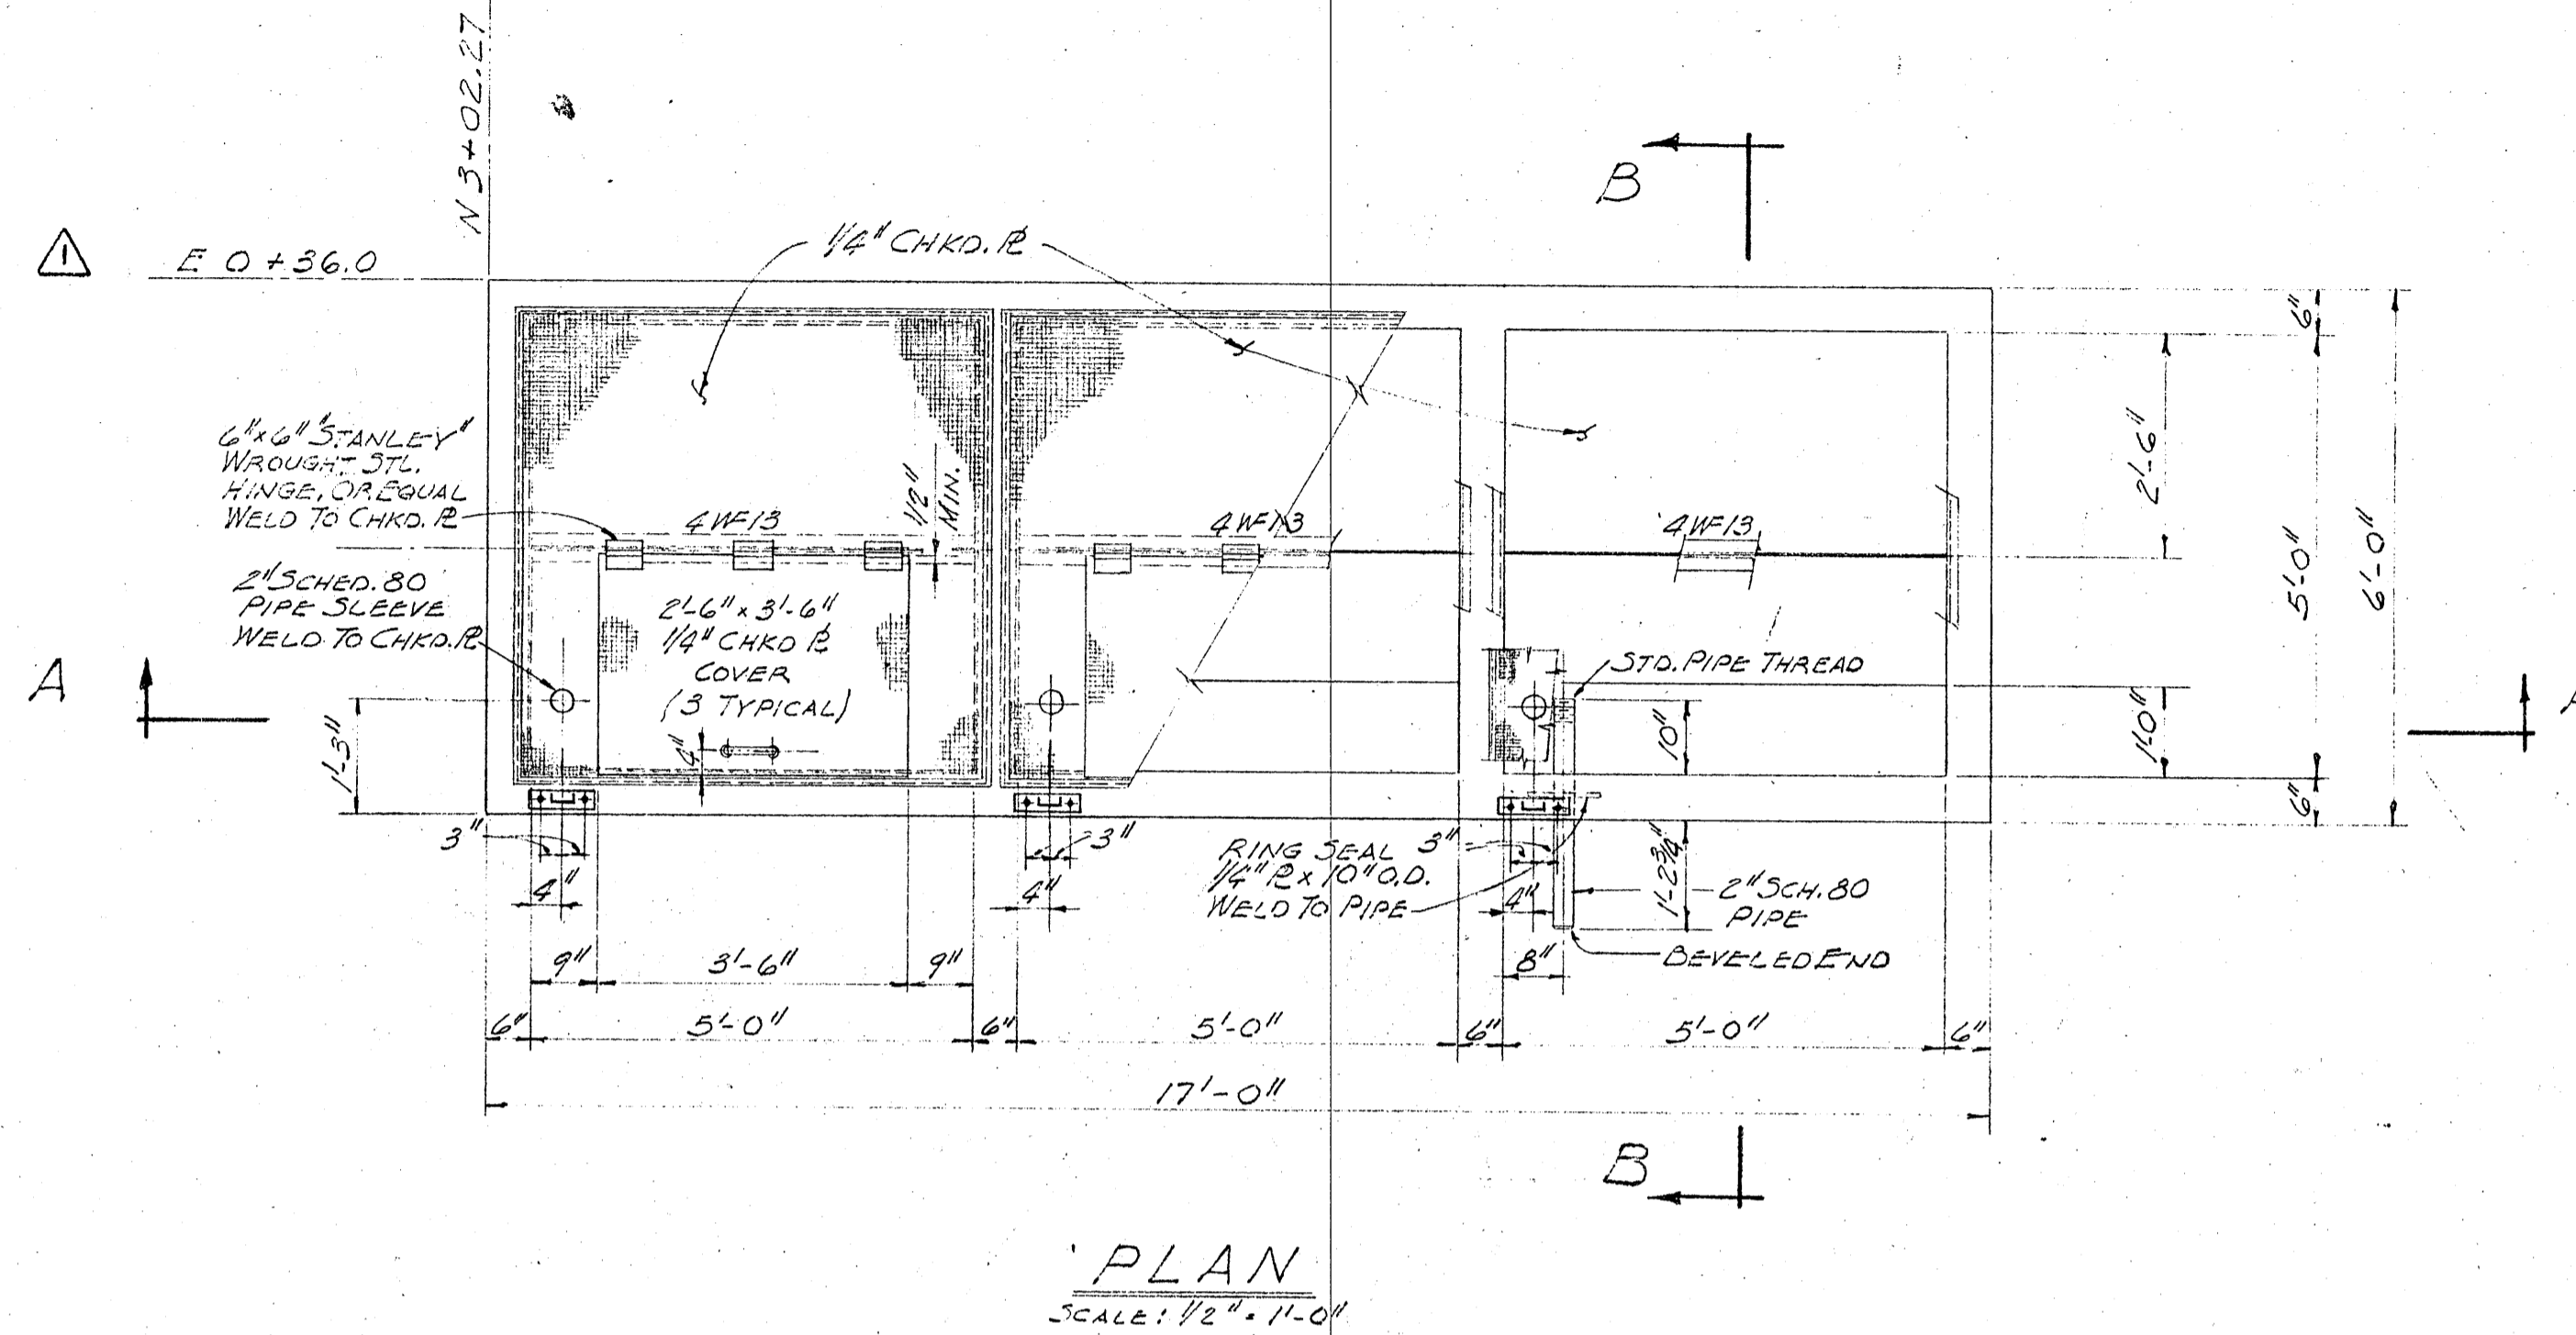 N 3+02.27
B
1
E 0+36.0
1/4" CHKD. PL
6"
6"x6" "STANLEY"
WROUGHT STL.
HINGE, OR EQUAL
WELD TO CHKD. PL
1/2"
MIN.
2'-6"
4WF13
4WF13
4WF13
5'-0"
6'-0"
2" SCHED. 80
PIPE SLEEVE
WELD TO CHKD. PL
2'-6" x 3'-6"
1/4" CHKD PL
COVER
(3 TYPICAL)
STD. PIPE THREAD
A
A
1'-3"
4"
10"
1'-0"
6"
3"
3"
3"
RING SEAL
1/4" PL x 10" O.D.
WELD TO PIPE
1'-2 3/4"
2" SCH. 80
PIPE
4"
4"
4"
BEVELED END
9"
3'-6"
9"
8"
6"
5'-0"
6"
5'-0"
6"
5'-0"
6"
17'-0"
B
PLAN
SCALE: 1/2" = 1'-0"